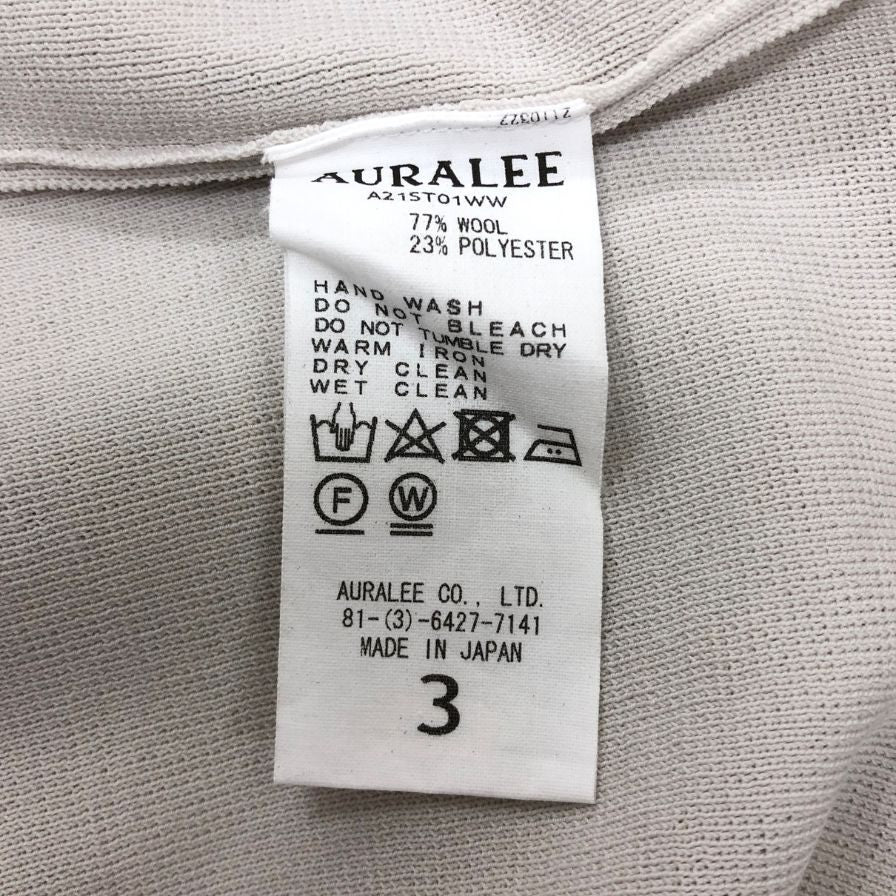 2110322
AURALEE
A21ST01WW
77% WOOL
23% POLYESTER
HAND WASH
DO NOT BLEACH
DO NOT TUMBLE DRY
WARM IRON
DRY CLEAN
WET CLEAN
F W
AURALEE CO., LTD.
81-(3)-6427-7141
MADE IN JAPAN
3